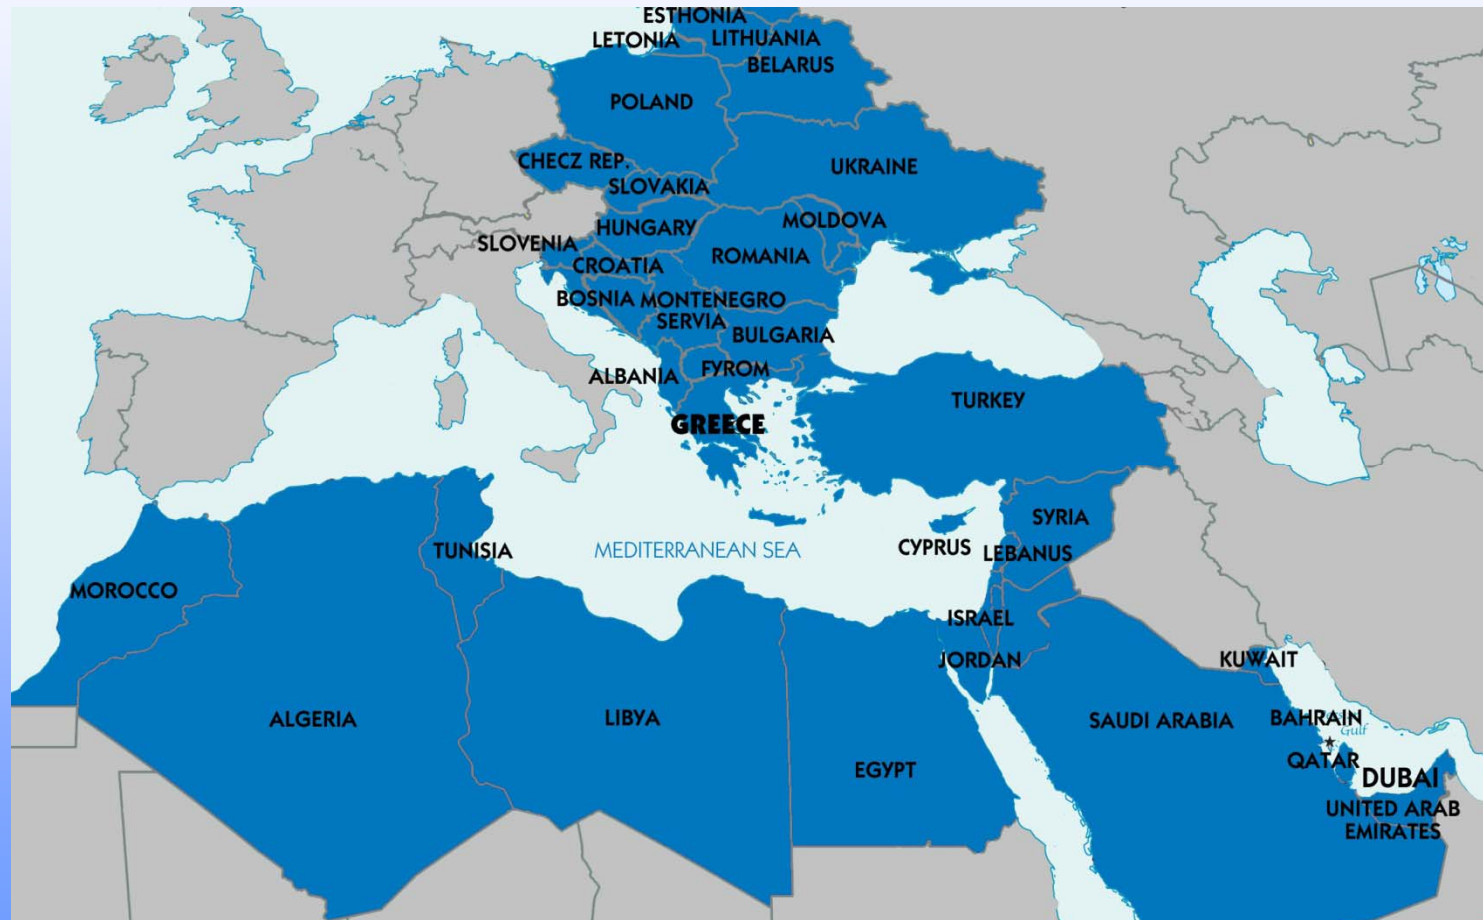 ESTHONIA
LETONIA
LITHUANIA
BELARUS
POLAND
CHECZ REP.
UKRAINE
SLOVAKIA
MOLDOVA
HUNGARY
SLOVENIA
ROMANIA
CROATIA
BOSNIA
MONTENEGRO
SERVIA
BULGARIA
FYROM
ALBANIA
TURKEY
GREECE
SYRIA
CYPRUS
LEBANUS
TUNISIA
MEDITERRANEAN SEA
MOROCCO
ISRAEL
JORDAN
KUWAIT
ALGERIA
LIBYA
SAUDI ARABIA
BAHRAIN
Gulf
QATAR
EGYPT
DUBAI
UNITED ARAB
EMIRATES